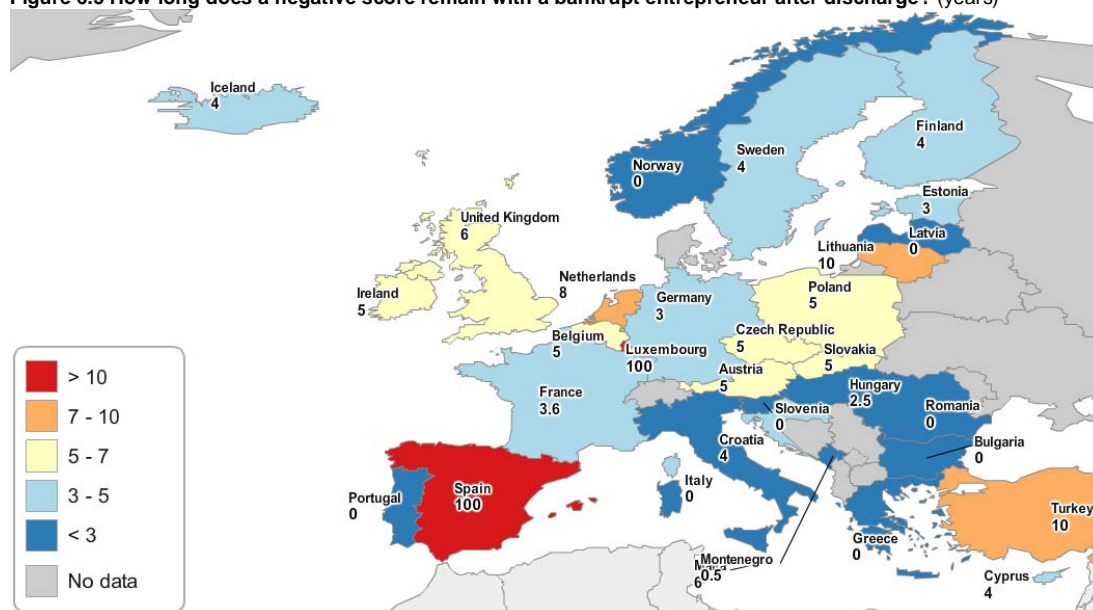 Figure 6.5 How long does a negative score remain with a bankrupt entrepreneur after discharge? (years)
Iceland
4
Finland
4
Sweden
4
Norway
0
Estonia
3
Latvia
0
Lithuania
10
United Kingdom
6
Ireland
5
Netherlands
8
Germany
3
Poland
5
Belgium
5
Luxembourg
100
Czech Republic
5
Slovakia
5
Austria
5
France
3.6
Hungary
2.5
Romania
0
Slovenia
0
Croatia
4
Bulgaria
0
Italy
0
Portugal
0
Spain
100
Turkey
10
Greece
0
Montenegro
0.5
6
Cyprus
4
> 10
7 - 10
5 - 7
3 - 5
< 3
No data